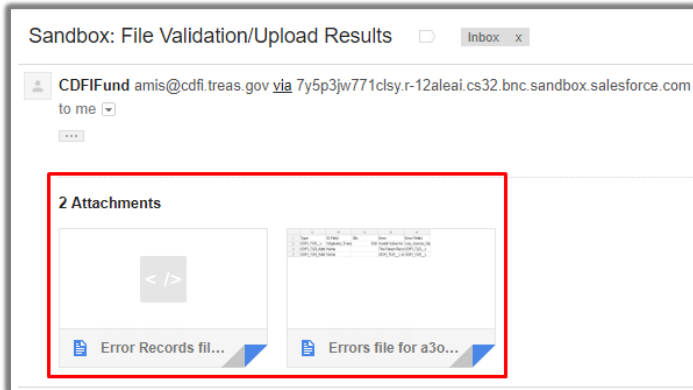 Sandbox: File Validation/Upload Results
Inbox x
CDFIFund amis@cdfi.treas.gov via 7y5p3jw771clsy.r-12aleai.cs32.bnc.sandbox.salesforce.com
to me
2 Attachments
</>
Error Records fil...
Errors file for a3o...